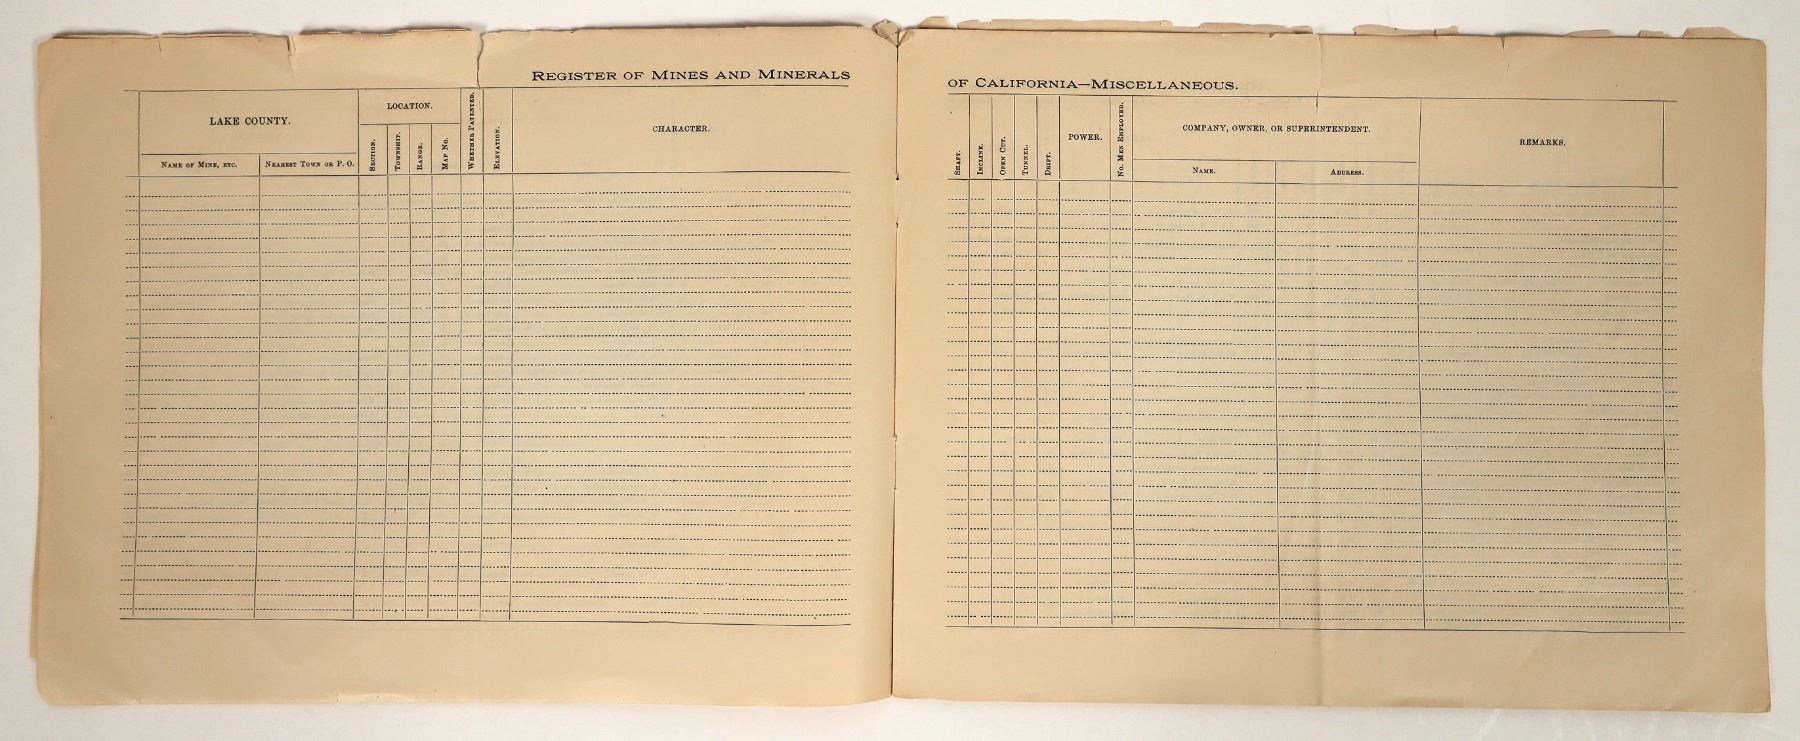 REGISTER OF MINES AND MINERALS
LAKE COUNTY.
NAME OF MINE, ETC.
NEAREST TOWN OR P. O.
LOCATION.
SECTION.
TOWNSHIP.
RANGE.
MAP NO.
WHETHER PATENTED.
ELEVATION.
CHARACTER.
OF CALIFORNIA—MISCELLANEOUS.
SHAFT.
INCLINE.
OPEN CUT.
TUNNEL.
DRIFT.
POWER.
NO. MEN EMPLOYED.
COMPANY, OWNER, OR SUPERINTENDENT.
NAME.
ADDRESS.
REMARKS.